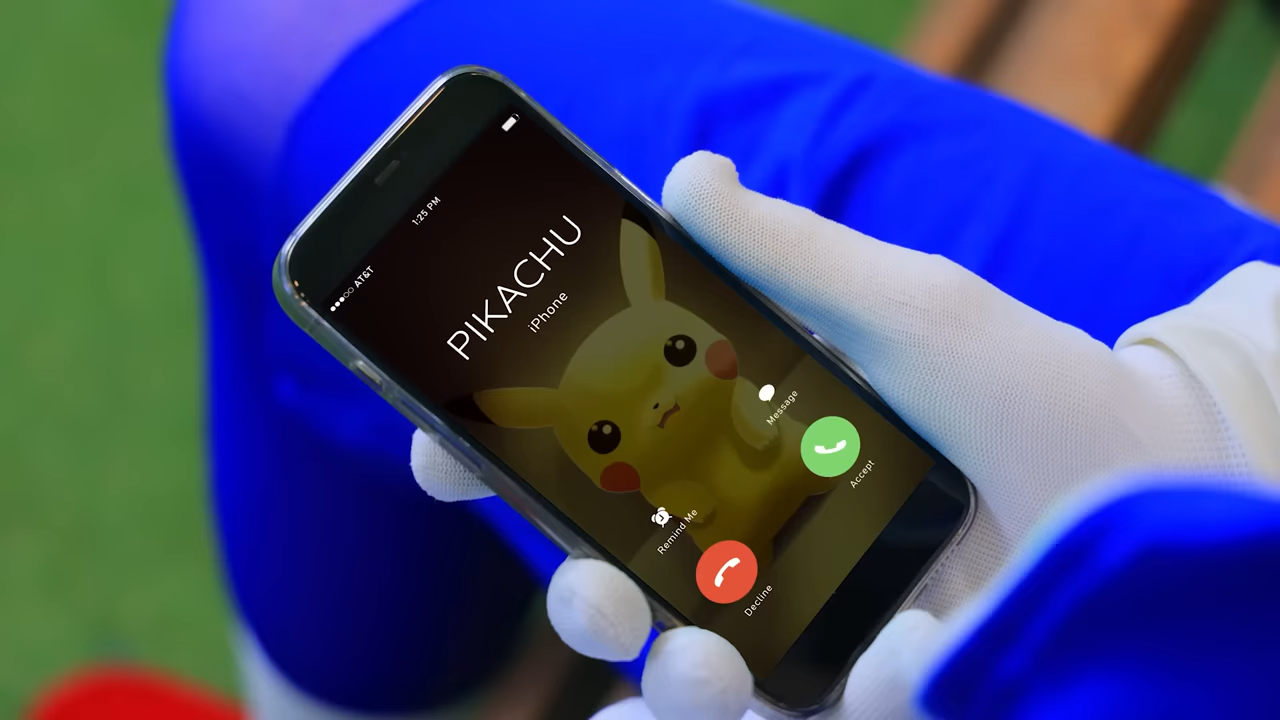 AT&T 1:25 PM
PIKACHU
iPhone
Remind Me Message
Decline Accept